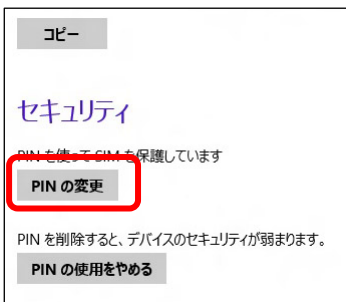 コピー
セキュリティ
PIN を使って SIM を保護しています
PIN の変更
PIN を削除すると、デバイスのセキュリティが弱まります。
PIN の使用をやめる